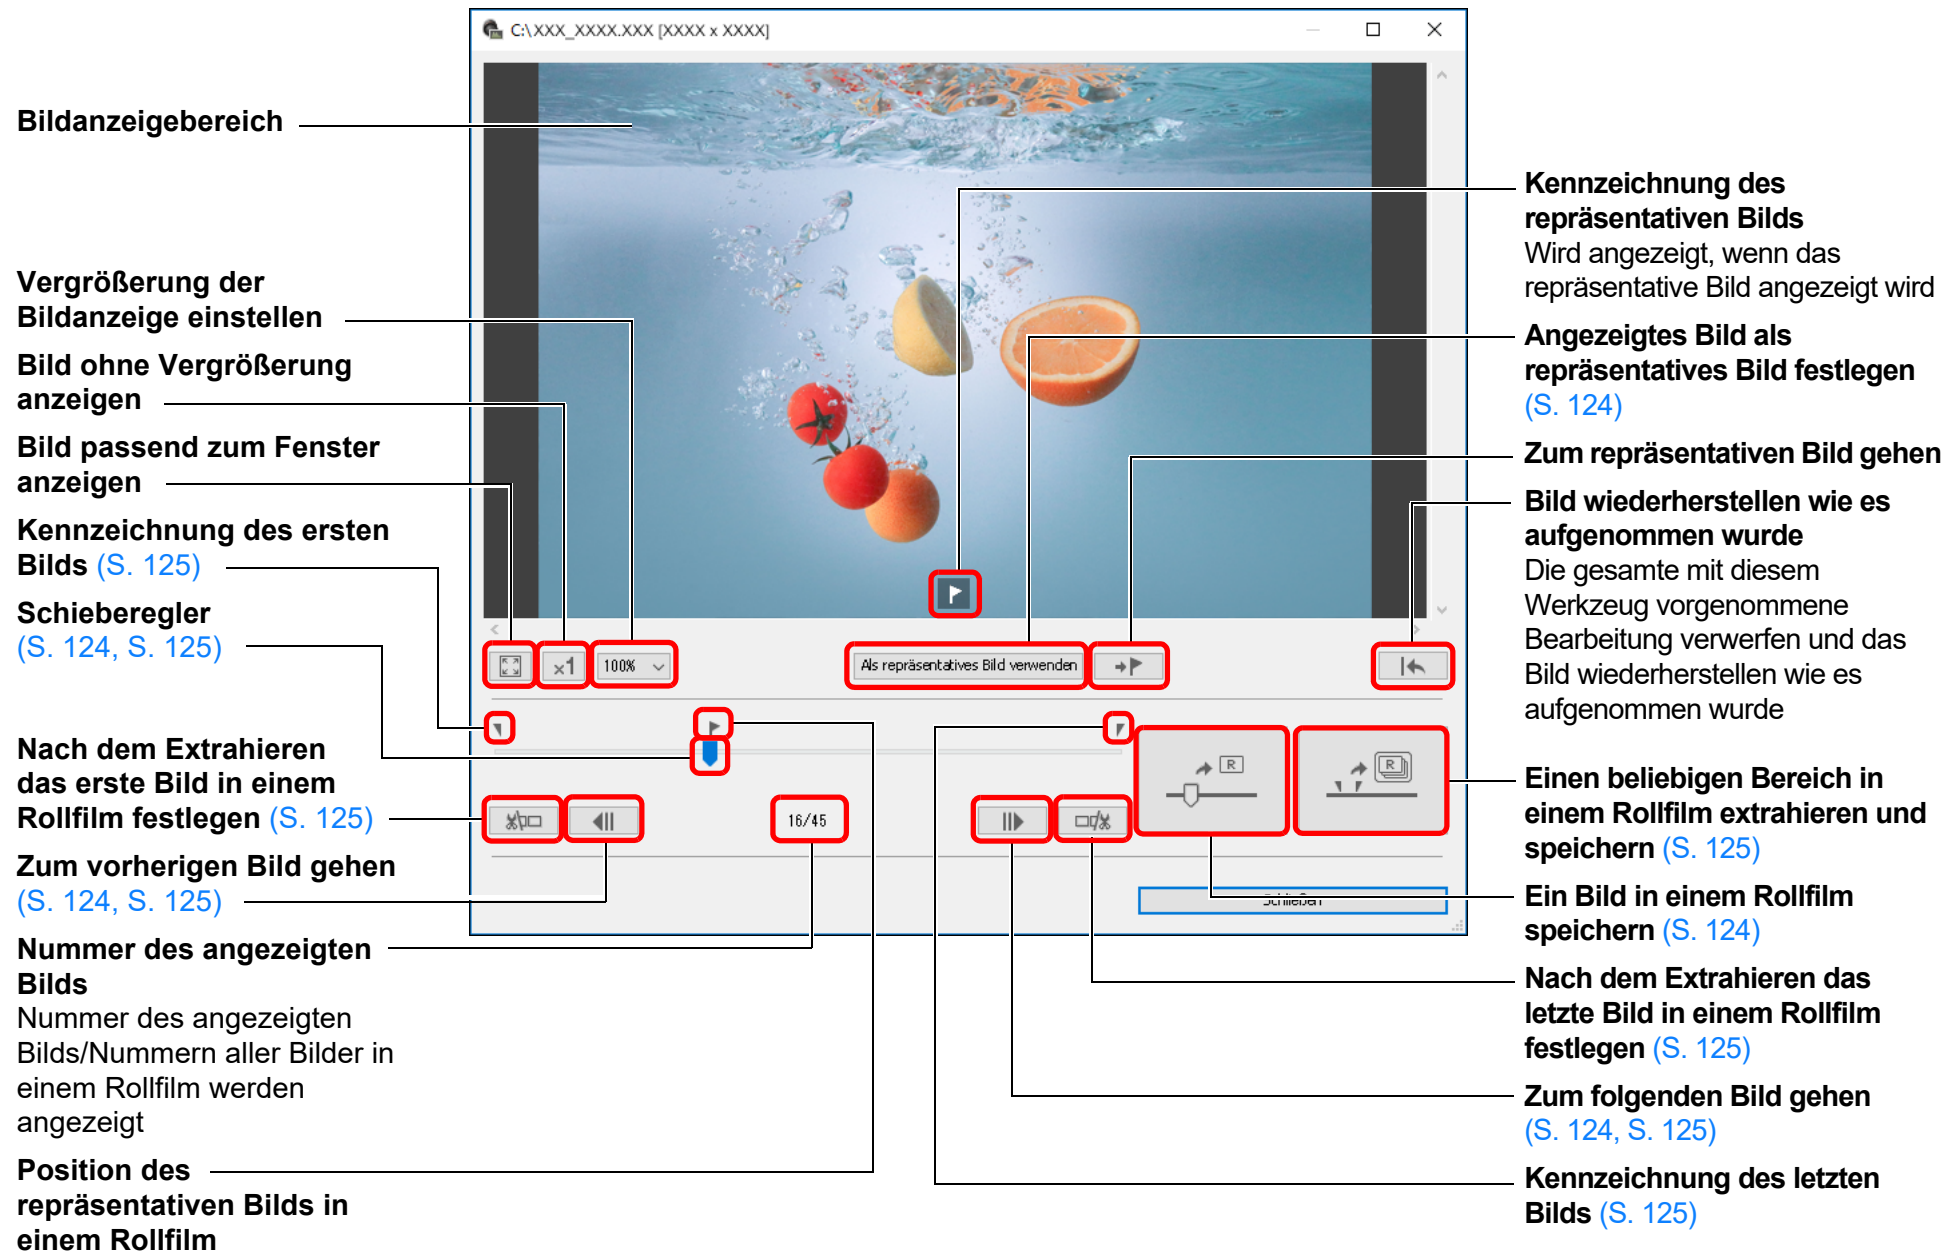 C:\XXX_XXXX.XXX [XXXX x XXXX]
Bildanzeigebereich
Vergrößerung der
Bildanzeige einstellen
Bild ohne Vergrößerung
anzeigen
Bild passend zum Fenster
anzeigen
Kennzeichnung des ersten
Bilds (S. 125)
Schieberegler
(S. 124, S. 125)
Nach dem Extrahieren
das erste Bild in einem
Rollfilm festlegen (S. 125)
Zum vorherigen Bild gehen
(S. 124, S. 125)
Nummer des angezeigten
Bilds
Nummer des angezeigten
Bilds/Nummern aller Bilder in
einem Rollfilm werden
angezeigt
Position des
repräsentativen Bilds in
einem Rollfilm
×1
100%
Als repräsentatives Bild verwenden
R
R
16/45
Schließen
Kennzeichnung des
repräsentativen Bilds
Wird angezeigt, wenn das
repräsentative Bild angezeigt wird
Angezeigtes Bild als
repräsentatives Bild festlegen
(S. 124)
Zum repräsentativen Bild gehen
Bild wiederherstellen wie es
aufgenommen wurde
Die gesamte mit diesem
Werkzeug vorgenommene
Bearbeitung verwerfen und das
Bild wiederherstellen wie es
aufgenommen wurde
Einen beliebigen Bereich in
einem Rollfilm extrahieren und
speichern (S. 125)
Ein Bild in einem Rollfilm
speichern (S. 124)
Nach dem Extrahieren das
letzte Bild in einem Rollfilm
festlegen (S. 125)
Zum folgenden Bild gehen
(S. 124, S. 125)
Kennzeichnung des letzten
Bilds (S. 125)